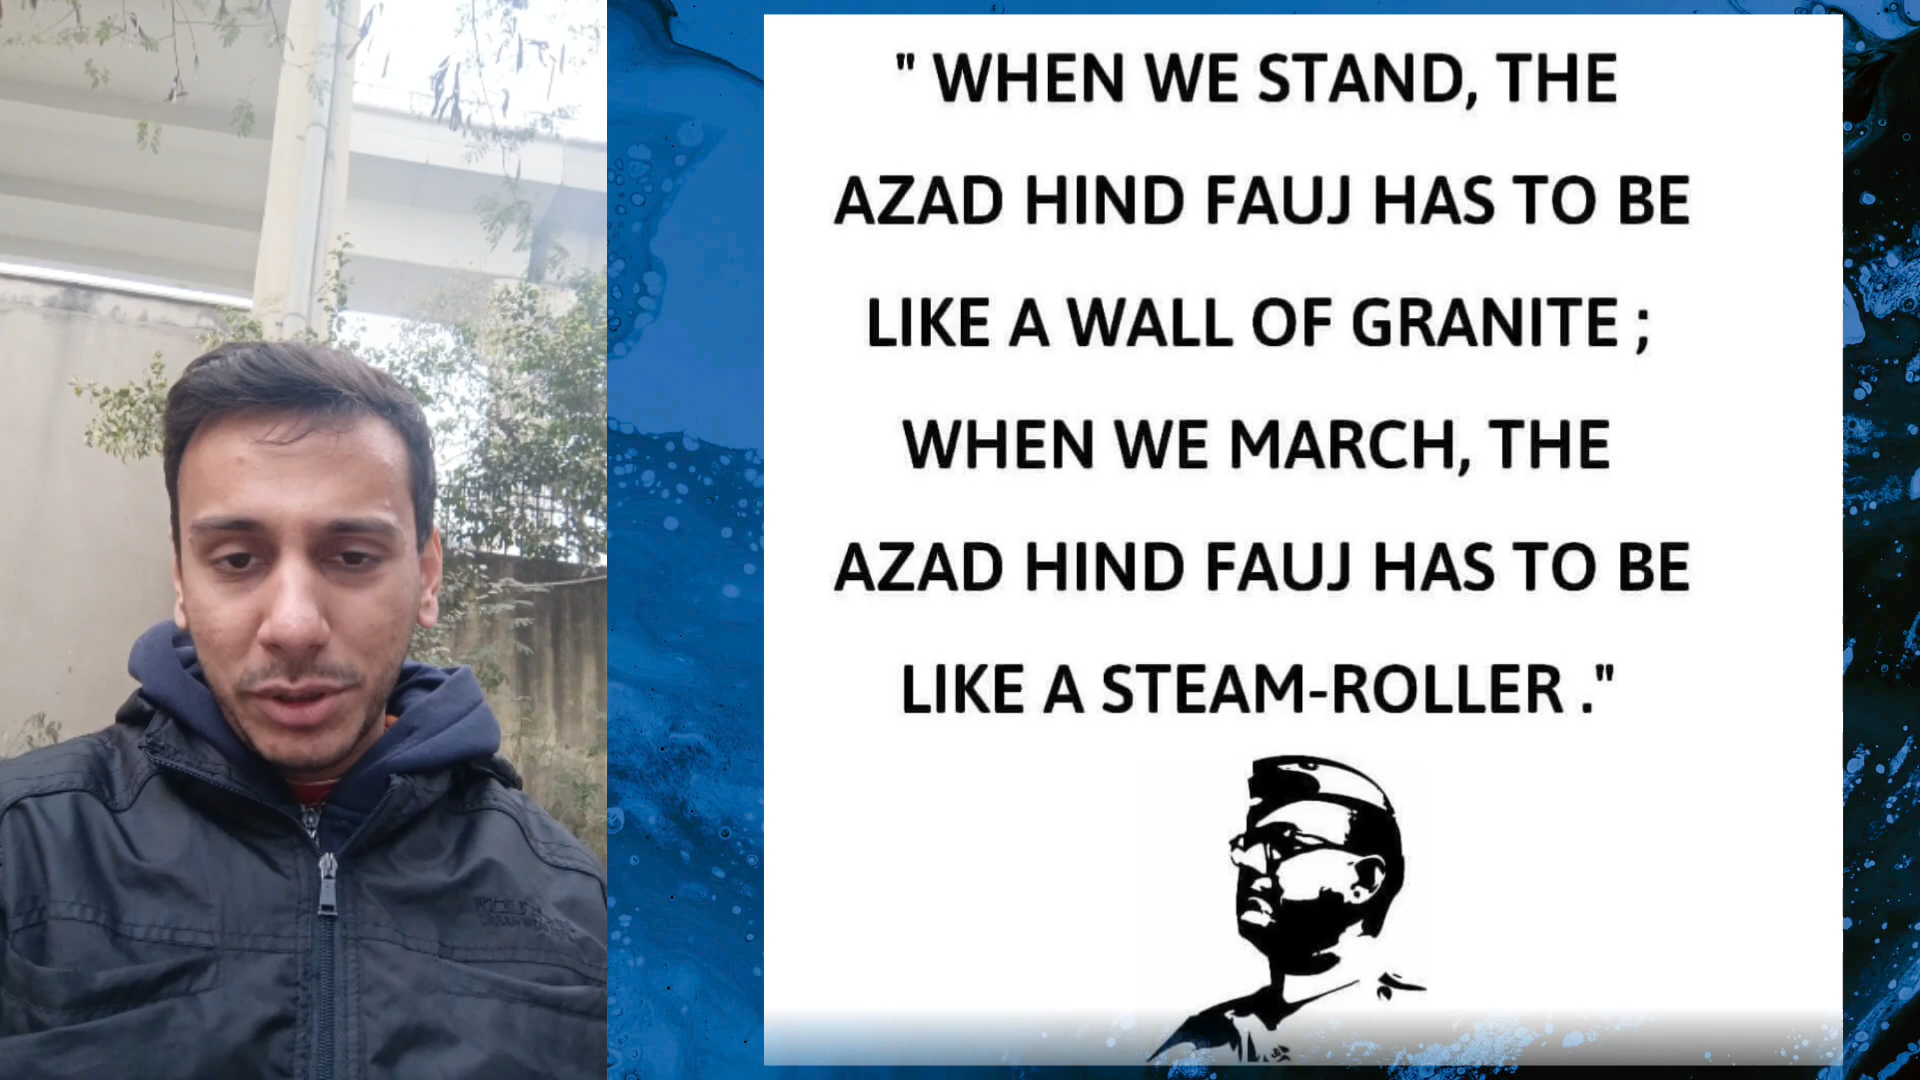 " WHEN WE STAND, THE
AZAD HIND FAUJ HAS TO BE
LIKE A WALL OF GRANITE ;
WHEN WE MARCH, THE
AZAD HIND FAUJ HAS TO BE
LIKE A STEAM-ROLLER ."